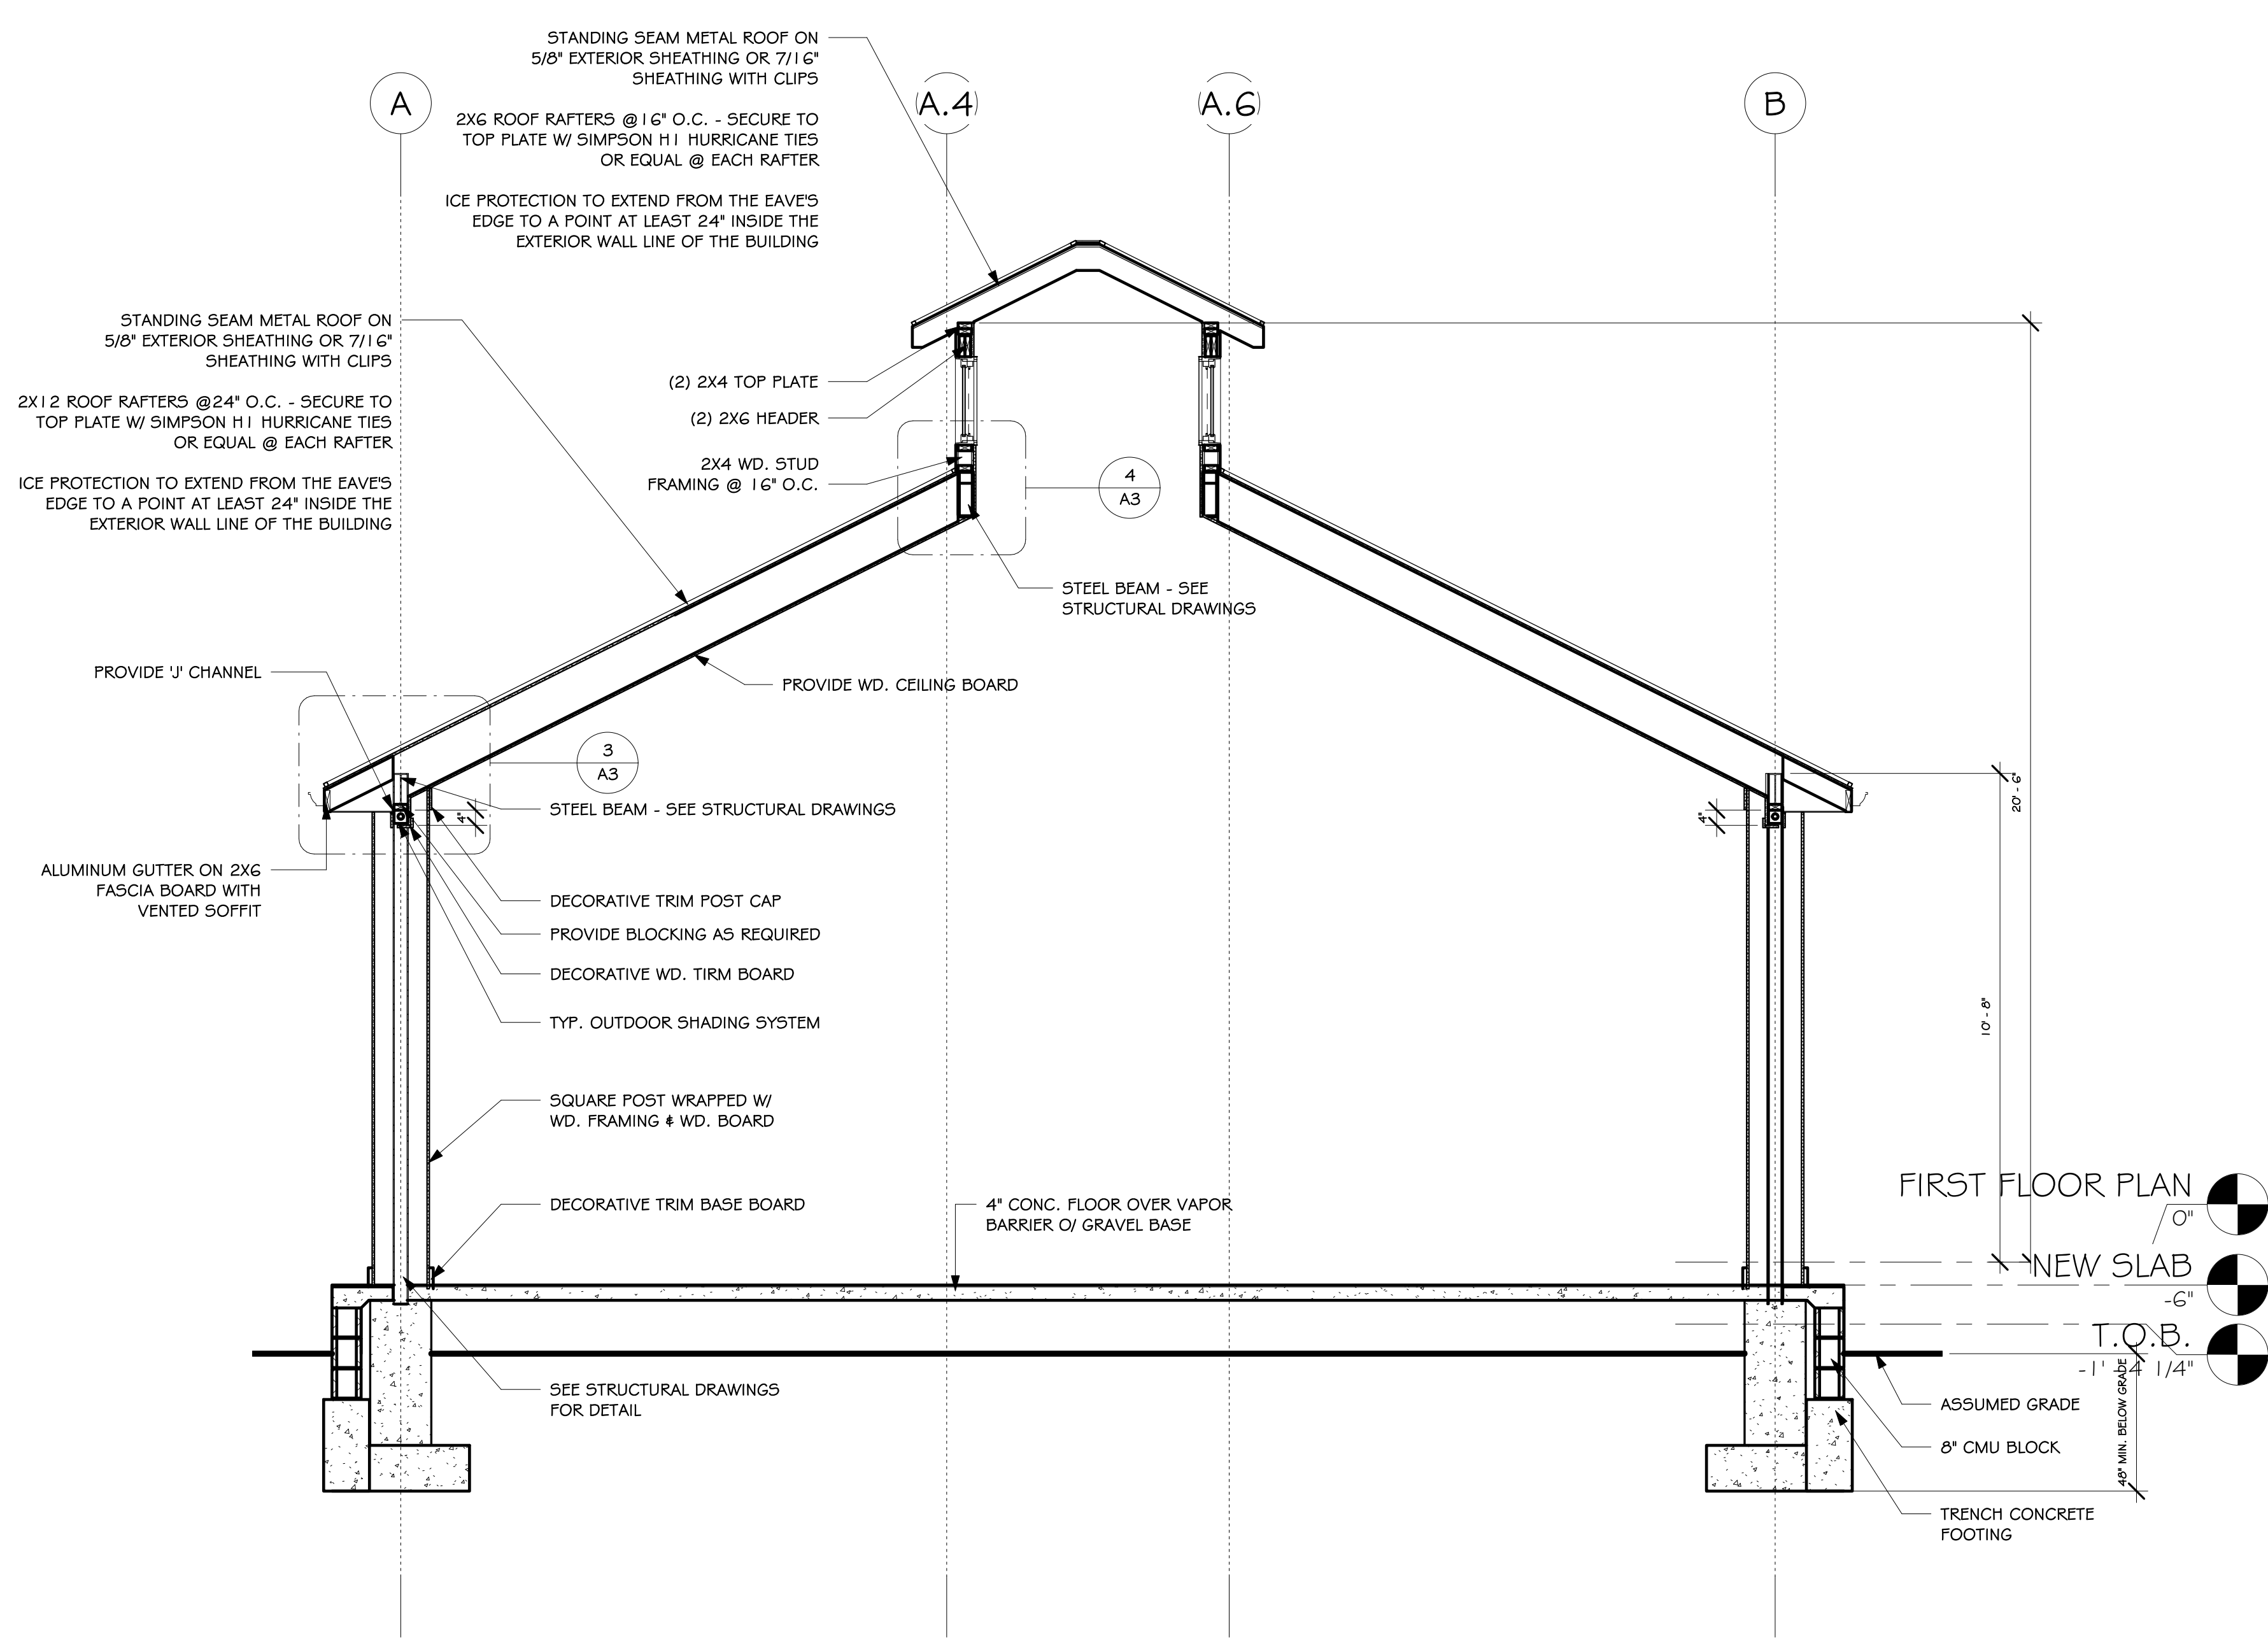 STANDING SEAM METAL ROOF ON
5/8" EXTERIOR SHEATHING OR 7/16"
SHEATHING WITH CLIPS
2X6 ROOF RAFTERS @16" O.C. - SECURE TO
TOP PLATE W/ SIMPSON H1 HURRICANE TIES
OR EQUAL @ EACH RAFTER
ICE PROTECTION TO EXTEND FROM THE EAVE'S
EDGE TO A POINT AT LEAST 24" INSIDE THE
EXTERIOR WALL LINE OF THE BUILDING
A
A.4
A.6
B
STANDING SEAM METAL ROOF ON
5/8" EXTERIOR SHEATHING OR 7/16"
SHEATHING WITH CLIPS
2X12 ROOF RAFTERS @24" O.C. - SECURE TO
TOP PLATE W/ SIMPSON H1 HURRICANE TIES
OR EQUAL @ EACH RAFTER
ICE PROTECTION TO EXTEND FROM THE EAVE'S
EDGE TO A POINT AT LEAST 24" INSIDE THE
EXTERIOR WALL LINE OF THE BUILDING
(2) 2X4 TOP PLATE
(2) 2X6 HEADER
2X4 WD. STUD
FRAMING @ 16" O.C.
4
A3
STEEL BEAM - SEE
STRUCTURAL DRAWINGS
PROVIDE 'J' CHANNEL
PROVIDE WD. CEILING BOARD
3
A3
STEEL BEAM - SEE STRUCTURAL DRAWINGS
4"
4"
20' - 6"
10' - 8"
ALUMINUM GUTTER ON 2X6
FASCIA BOARD WITH
VENTED SOFFIT
DECORATIVE TRIM POST CAP
PROVIDE BLOCKING AS REQUIRED
DECORATIVE WD. TIRM BOARD
TYP. OUTDOOR SHADING SYSTEM
SQUARE POST WRAPPED W/
WD. FRAMING & WD. BOARD
DECORATIVE TRIM BASE BOARD
4" CONC. FLOOR OVER VAPOR
BARRIER O/ GRAVEL BASE
FIRST FLOOR PLAN
0"
NEW SLAB
-6"
T.O.B.
-1' - 4 1/4"
SEE STRUCTURAL DRAWINGS
FOR DETAIL
ASSUMED GRADE
8" CMU BLOCK
48" MIN. BELOW GRADE
TRENCH CONCRETE
FOOTING